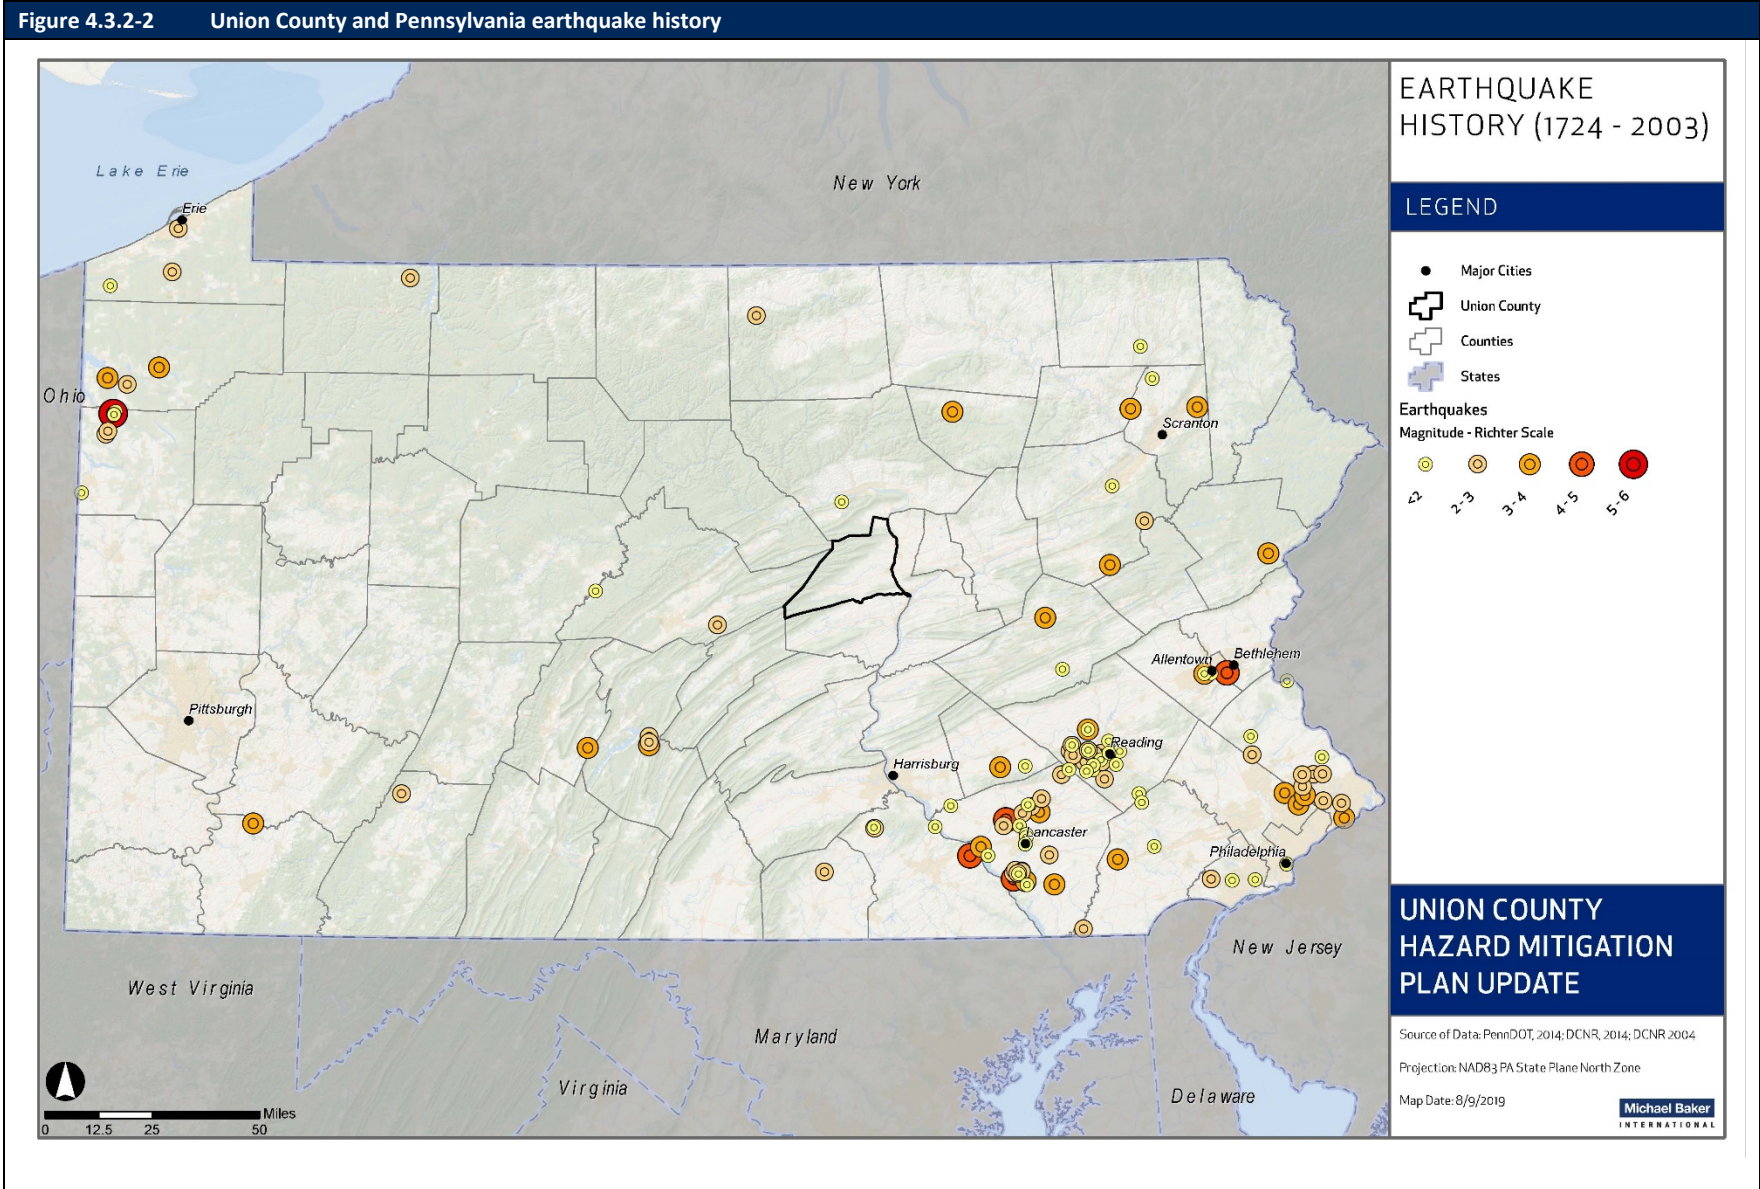 Figure 4.3.2-2 Union County and Pennsylvania earthquake history
EARTHQUAKE
HISTORY (1724 - 2003)
LEGEND
Major Cities
Union County
Counties
States
Earthquakes
Magnitude - Richter Scale
<2
2-3
3-4
4-5
5-6
Lake Erie
New York
Erie
Ohio
Scranton
Allentown
Bethlehem
Pittsburgh
Reading
Harrisburg
Lancaster
Philadelphia
New Jersey
West Virginia
Maryland
Virginia
Delaware
Miles
0 12.5 25 50
UNION COUNTY
HAZARD MITIGATION
PLAN UPDATE
Source of Data: PennDOT, 2014; DCNR, 2014; DCNR 2004
Projection: NAD83 PA State Plane North Zone
Map Date: 8/9/2019
Michael Baker
INTERNATIONAL